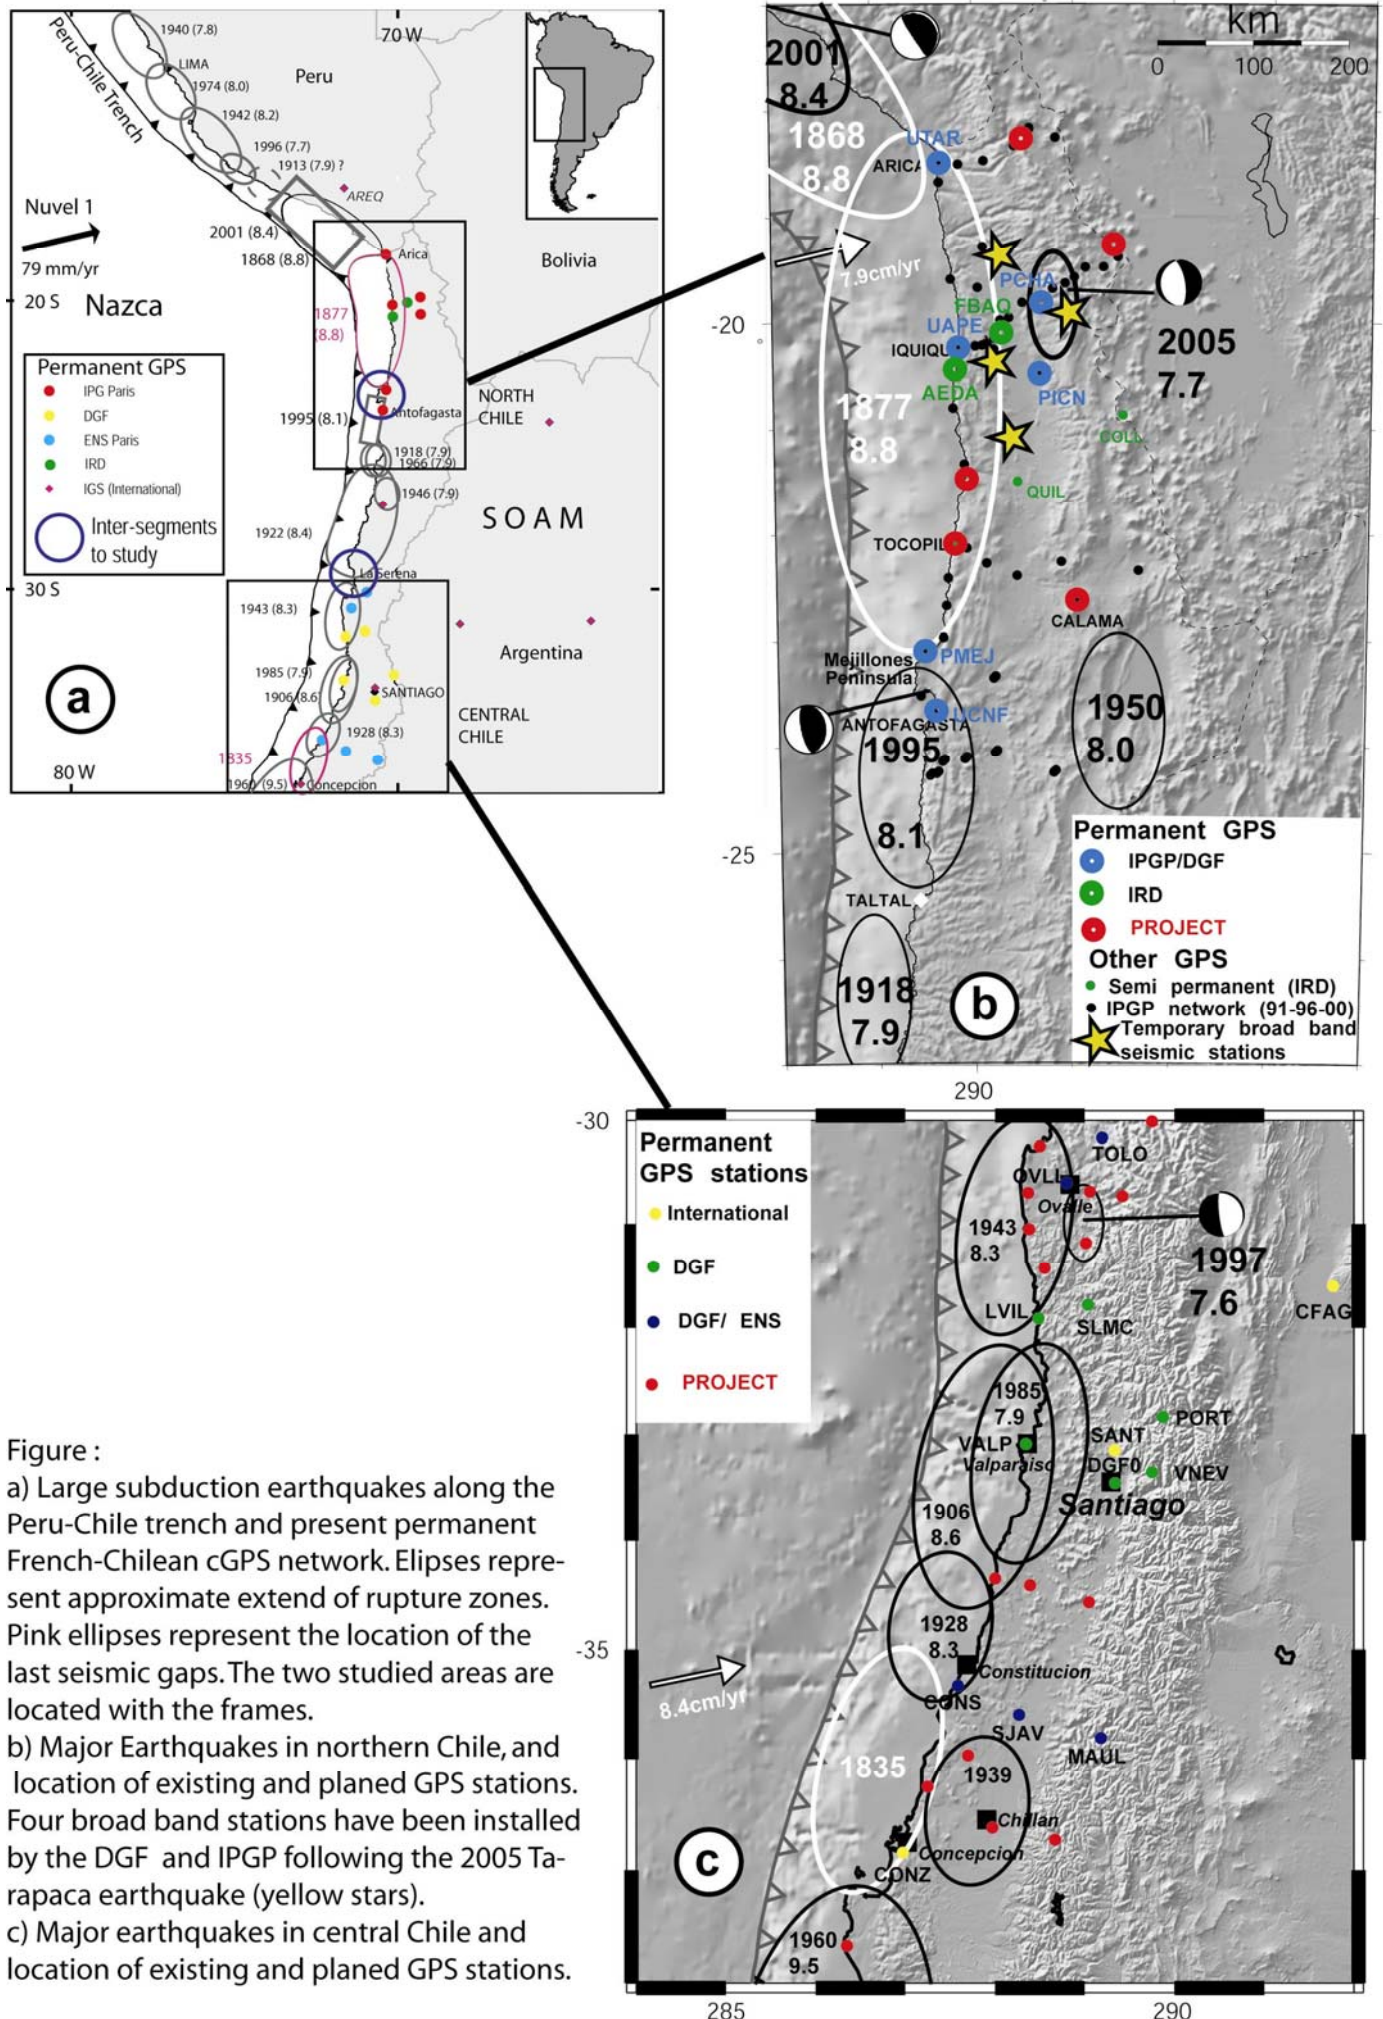 1940 (7.8)
70 W
LIMA
Peru
Peru-Chile Trench
1974 (8.0)
1942 (8.2)
1996 (7.7)
1913 (7.9) ?
AREQ
Nuvel 1
2001 (8.4)
1868 (8.8)
Arica
Bolivia
79 mm/yr
20 S
Nazca
1877
(8.8)
Permanent GPS
IPG Paris
DGF
ENS Paris
IRD
IGS (International)
Inter-segments
to study
NORTH
CHILE
1995 (8.1)
Antofagasta
1918 (7.9)
1966 (7.9)
1946 (7.9)
SOAM
1922 (8.4)
La Serena
30 S
1943 (8.3)
Argentina
a
1985 (7.9)
1906 (8.6)
SANTIAGO
CENTRAL
CHILE
1928 (8.3)
1835
80 W
1960 (9.5)
Concepcion
km
0 100 200
2001
8.4
1868
8.8
UTAR
ARICA
7.9cm/yr
PCHA
FBAQ
UAPE
IQUIQU
-20
2005
7.7
AEDA
PICN
1877
8.8
COLL
QUIL
TOCOPIL
CALAMA
Mejillones
Peninsula
PMEJ
UCNF
ANTOFAGASTA
1995
8.1
1950
8.0
-25
TALTAL
1918
7.9
b
Permanent GPS
IPGP/DGF
IRD
PROJECT
Other GPS
Semi permanent (IRD)
IPGP network (91-96-00)
Temporary broad band
seismic stations
290
-30
Permanent
GPS stations
International
DGF
DGF/ ENS
PROJECT
TOLO
OVLL
Ovalle
1943
8.3
1997
7.6
CFAG
LVIL
SLMC
1985
7.9
PORT
VALP
Valparaiso
SANT
DGF0
VNEV
Santiago
1906
8.6
1928
8.3
-35
Constitucion
CONS
8.4cm/yr
SJAV
MAUL
1835
1939
Chillan
c
Concepcion
CONZ
1960
9.5
285 290
Figure :
a) Large subduction earthquakes along the
Peru-Chile trench and present permanent
French-Chilean cGPS network. Elipses repre-
sent approximate extend of rupture zones.
Pink ellipses represent the location of the
last seismic gaps. The two studied areas are
located with the frames.
b) Major Earthquakes in northern Chile, and
location of existing and planed GPS stations.
Four broad band stations have been installed
by the DGF and IPGP following the 2005 Ta-
rapaca earthquake (yellow stars).
c) Major earthquakes in central Chile and
location of existing and planed GPS stations.